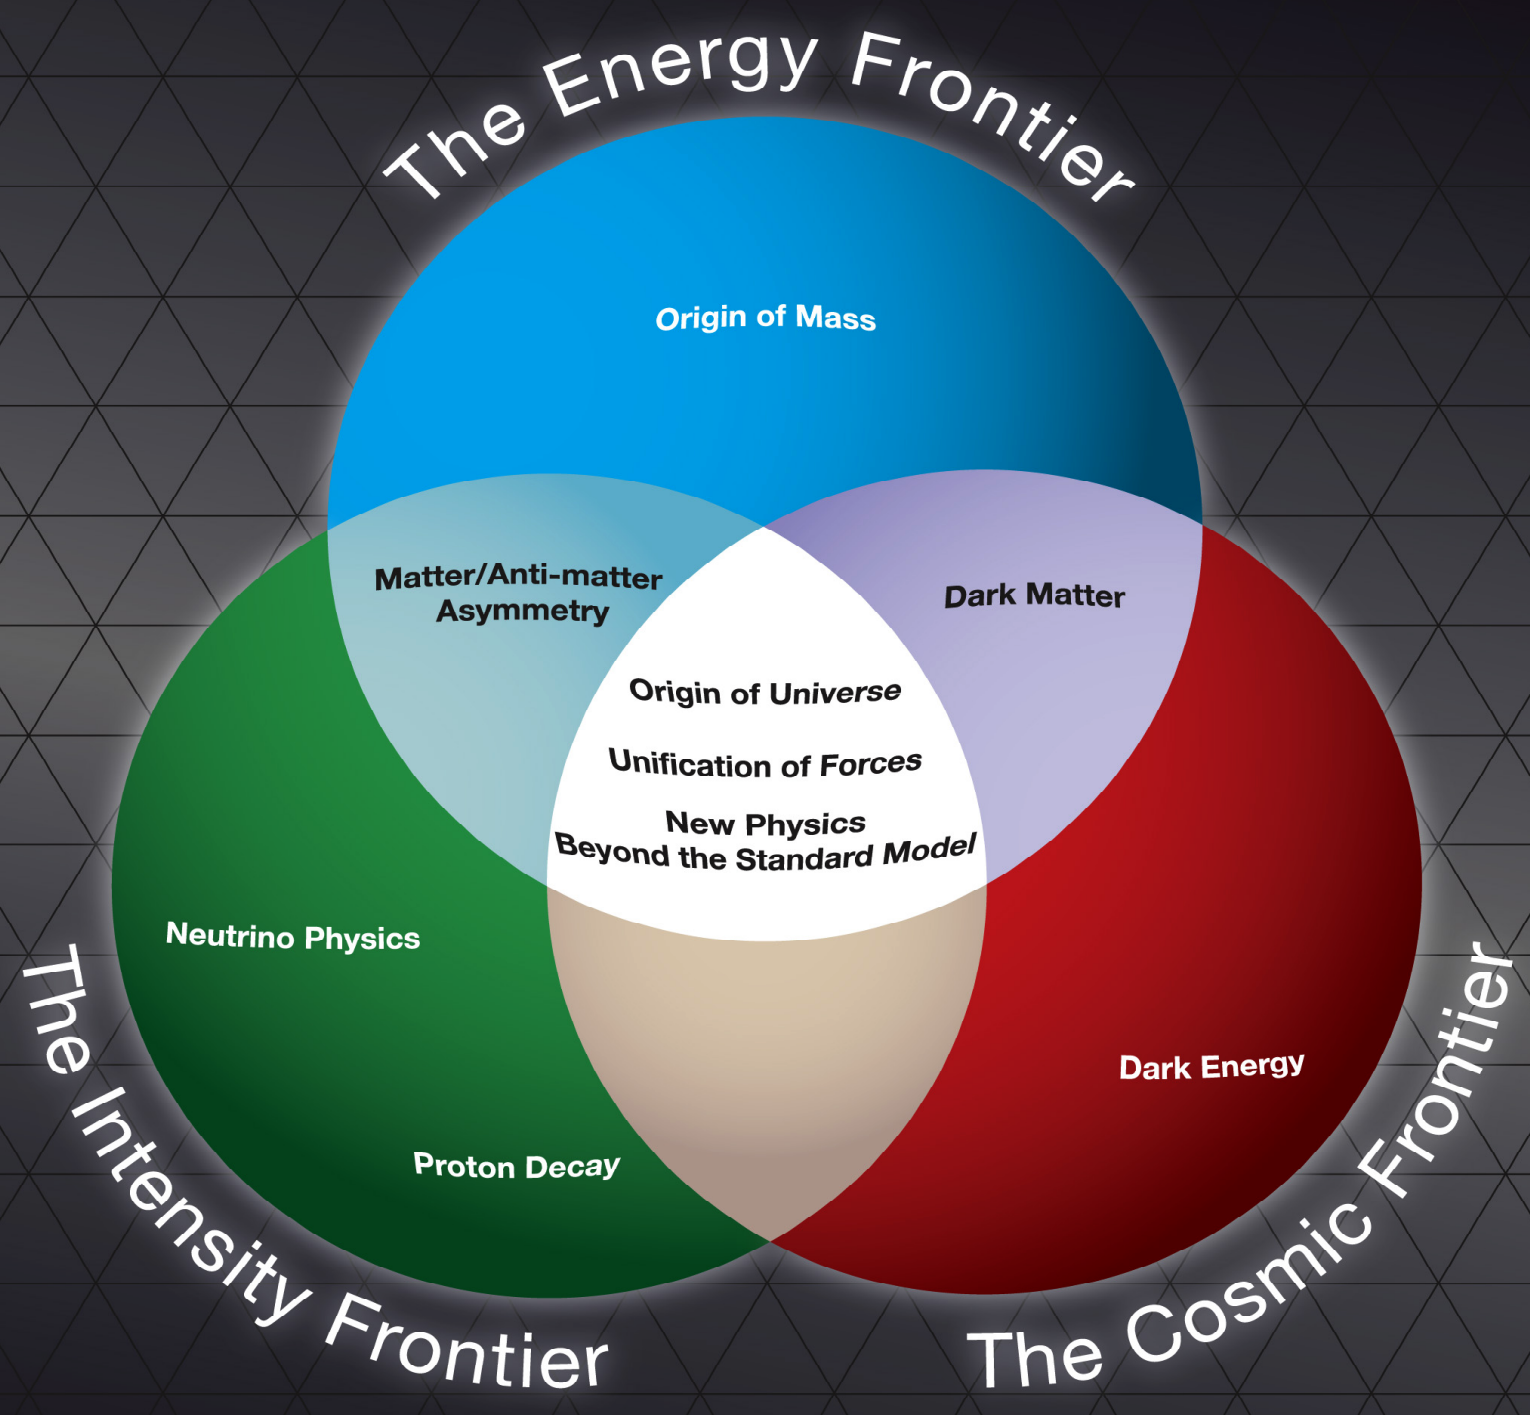 The Energy Frontier
Origin of Mass
Matter/Anti-matter
Asymmetry
Dark Matter
Origin of Universe
Unification of Forces
New Physics
Beyond the Standard Model
Neutrino Physics
Dark Energy
Proton Decay
The Intensity Frontier
The Cosmic Frontier